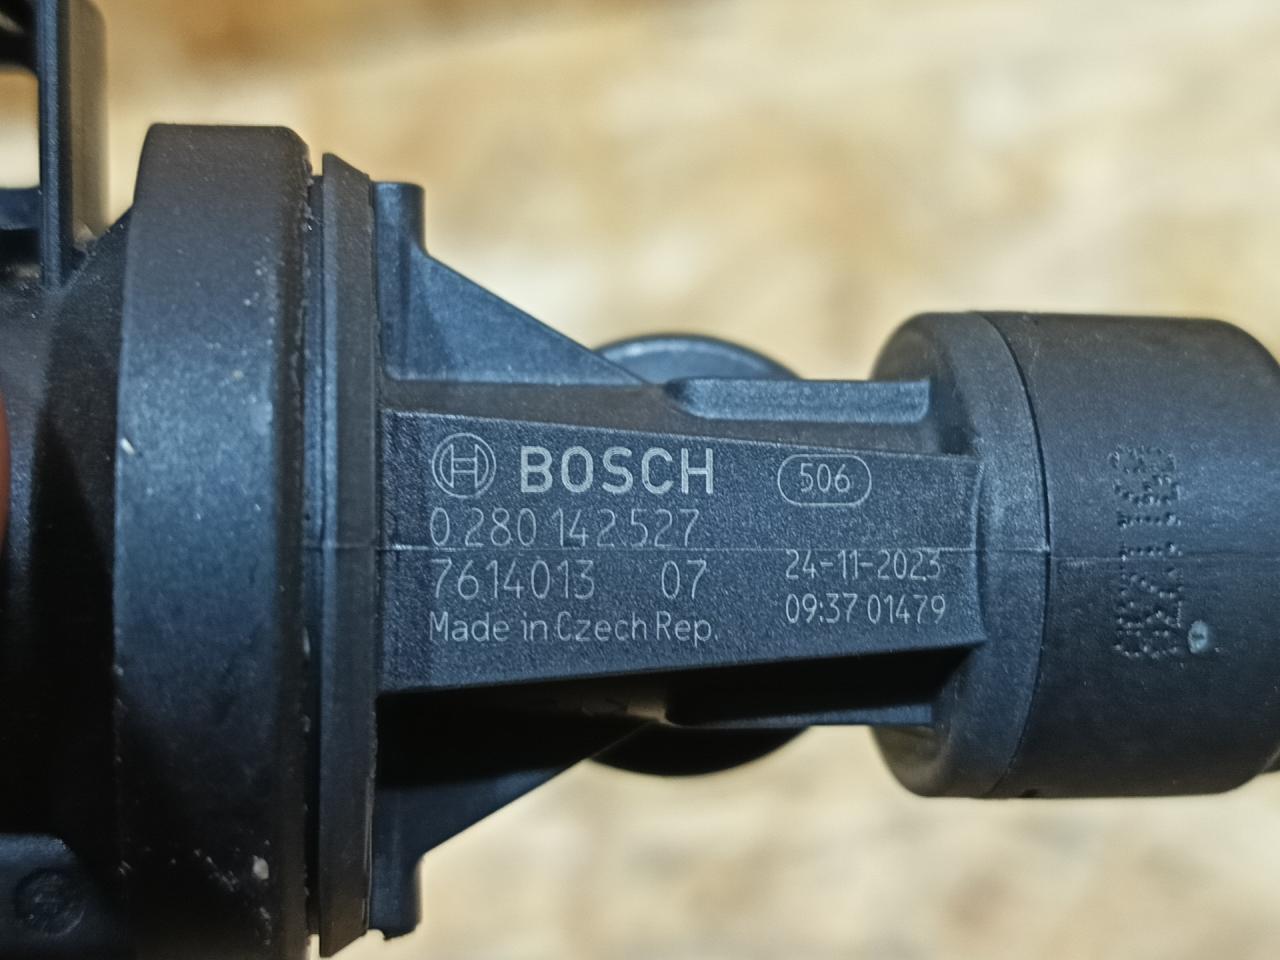 BOSCH 506
0 280 142 527
7614013 07
24-11-2023
Made in Czech Rep.
09:37 01479